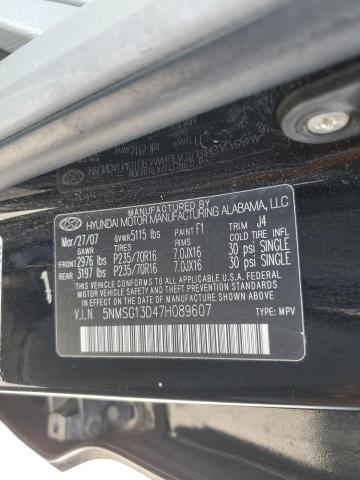 MANUFACTURED BY
HYUNDAI MOTOR MANUFACTURING ALABAMA, LLC
Mar/27/07 GVWR 5115 lbs PAINT F1 TRIM J4
GAWR TIRES RIMS COLD TIRE INFL
FRONT 2976 lbs P235/70R16 7.0JX16 30 psi SINGLE
REAR 3197 lbs P235/70R16 7.0JX16 30 psi SINGLE
THIS VEHICLE CONFORMS TO ALL APPLICABLE U.S.
FEDERAL MOTOR VEHICLE SAFETY STANDARDS IN
EFFECT ON THE DATE OF MANUFACTURE SHOWN ABOVE.
V.I.N 5NMSG13D47H089607 TYPE: MPV
1